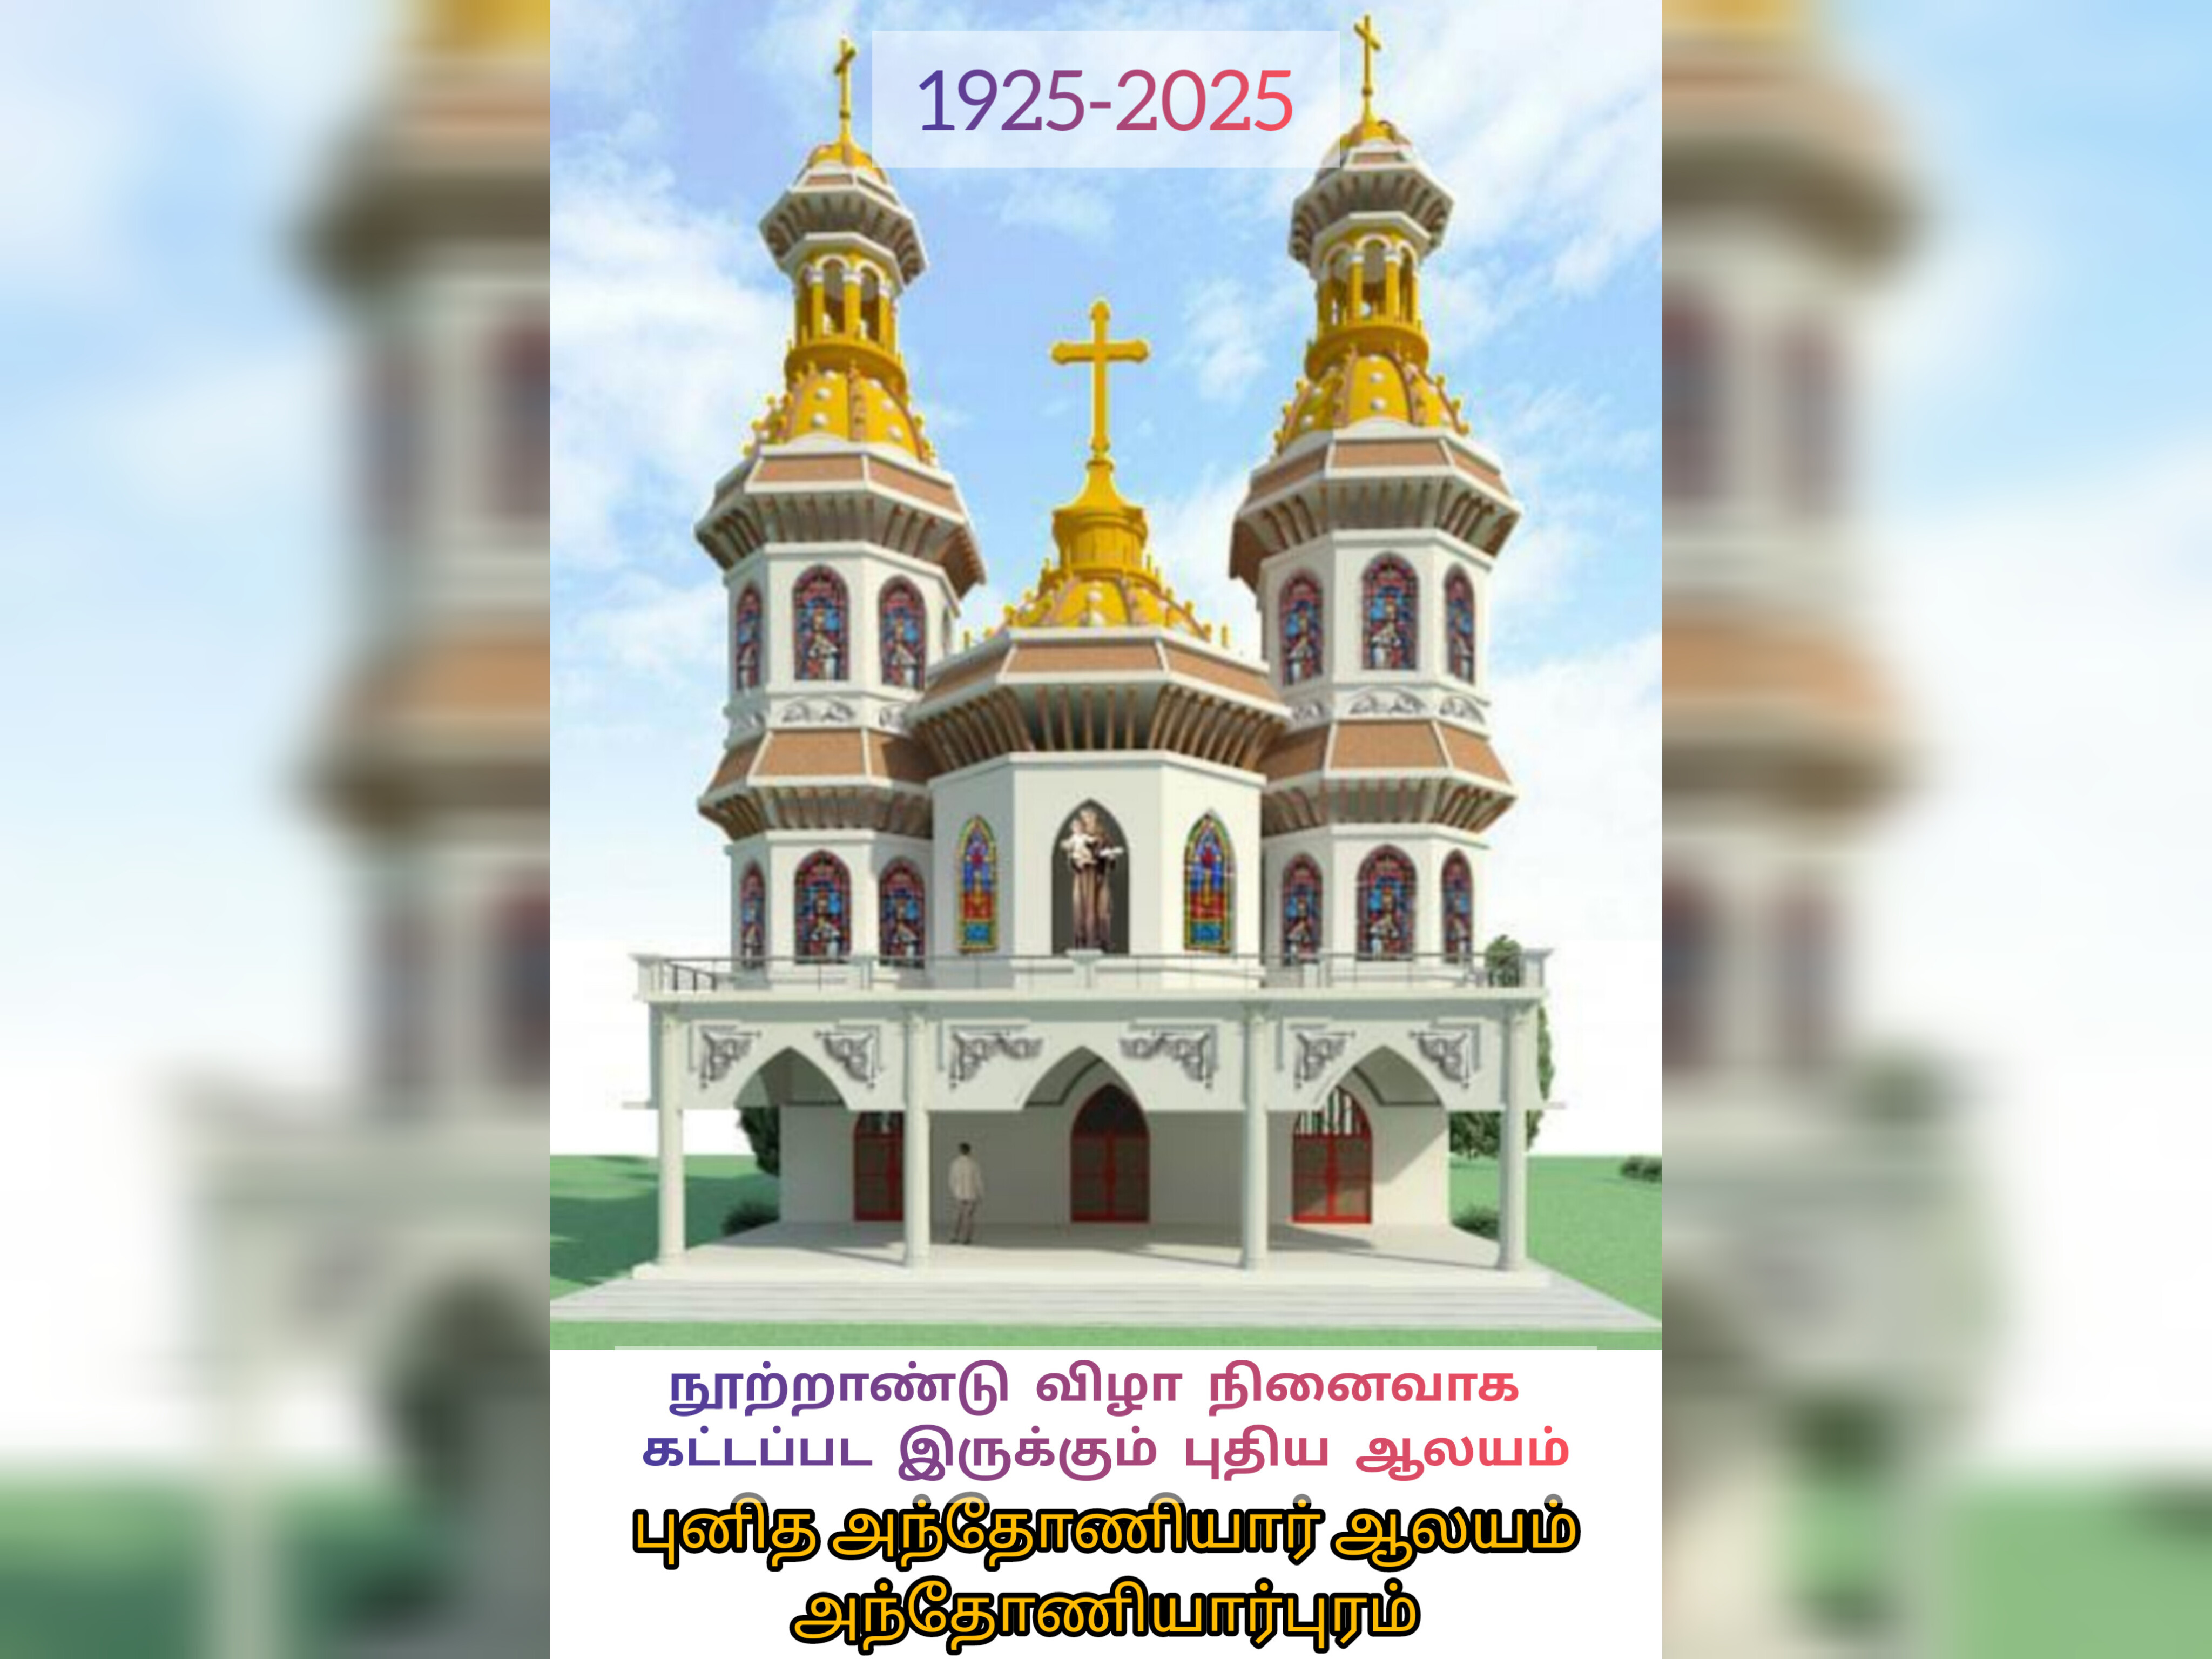 1925-2025
நூற்றாண்டு விழா நினைவாக
கட்டப்பட இருக்கும் புதிய ஆலயம்
புனித அந்தோணியார் ஆலயம்
அந்தோணியார்புரம்